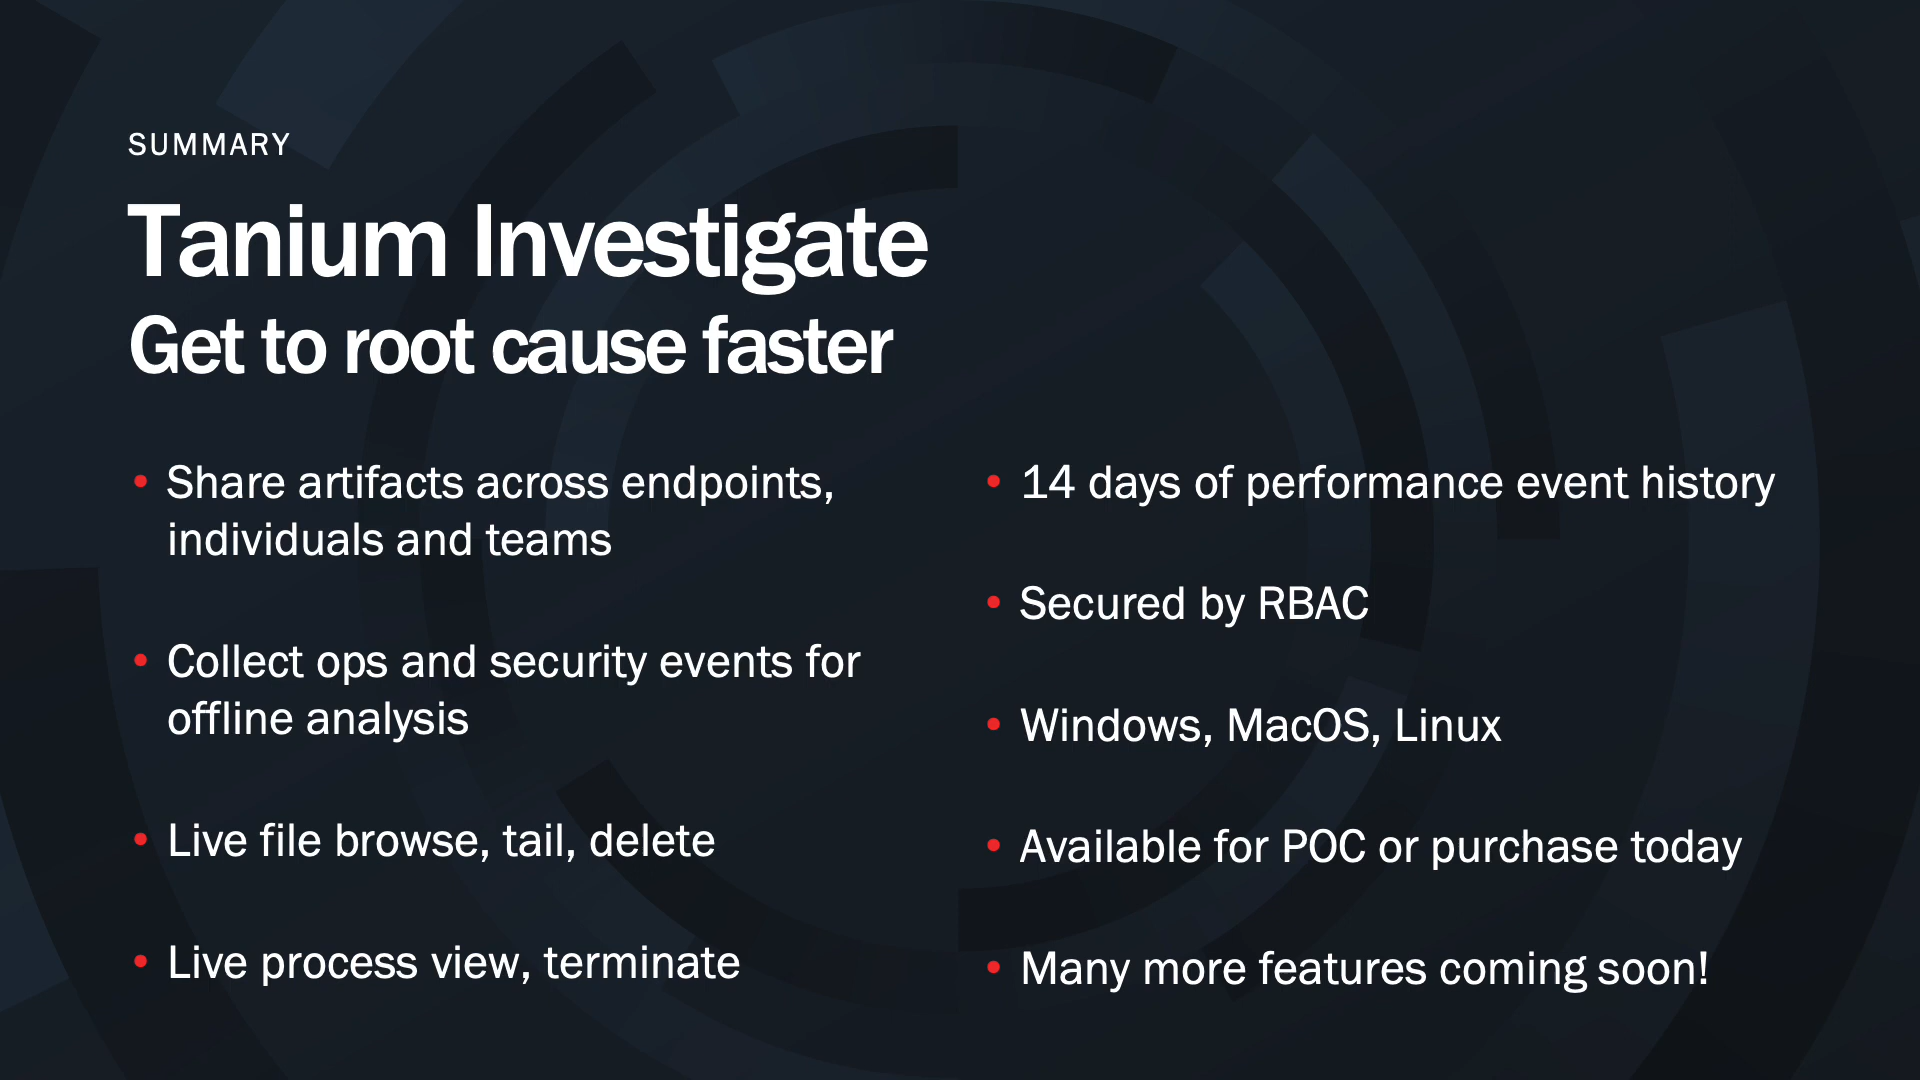 SUMMARY
Tanium Investigate
Get to root cause faster
• Share artifacts across endpoints,
individuals and teams
• Collect ops and security events for
offline analysis
• Live file browse, tail, delete
• Live process view, terminate
• 14 days of performance event history
• Secured by RBAC
• Windows, MacOS, Linux
• Available for POC or purchase today
• Many more features coming soon!